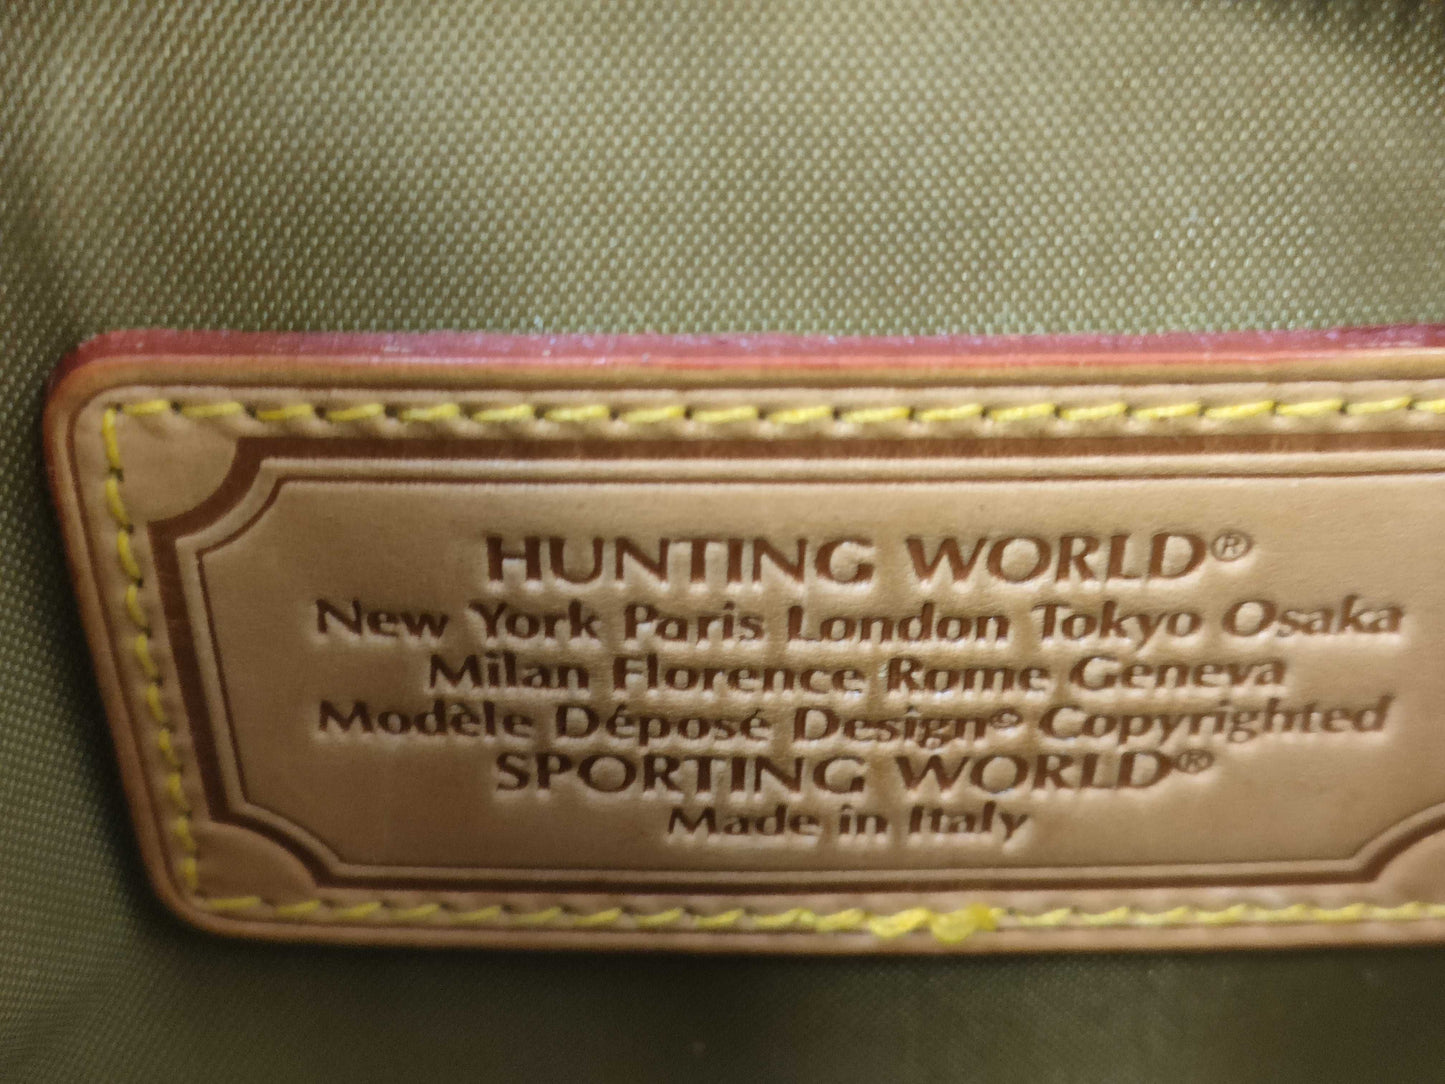 HUNTING WORLD®
New York Paris London Tokyo Osaka
Milan Florence Rome Geneva
Modèle Déposé Design© Copyrighted
SPORTING WORLD®
Made in Italy